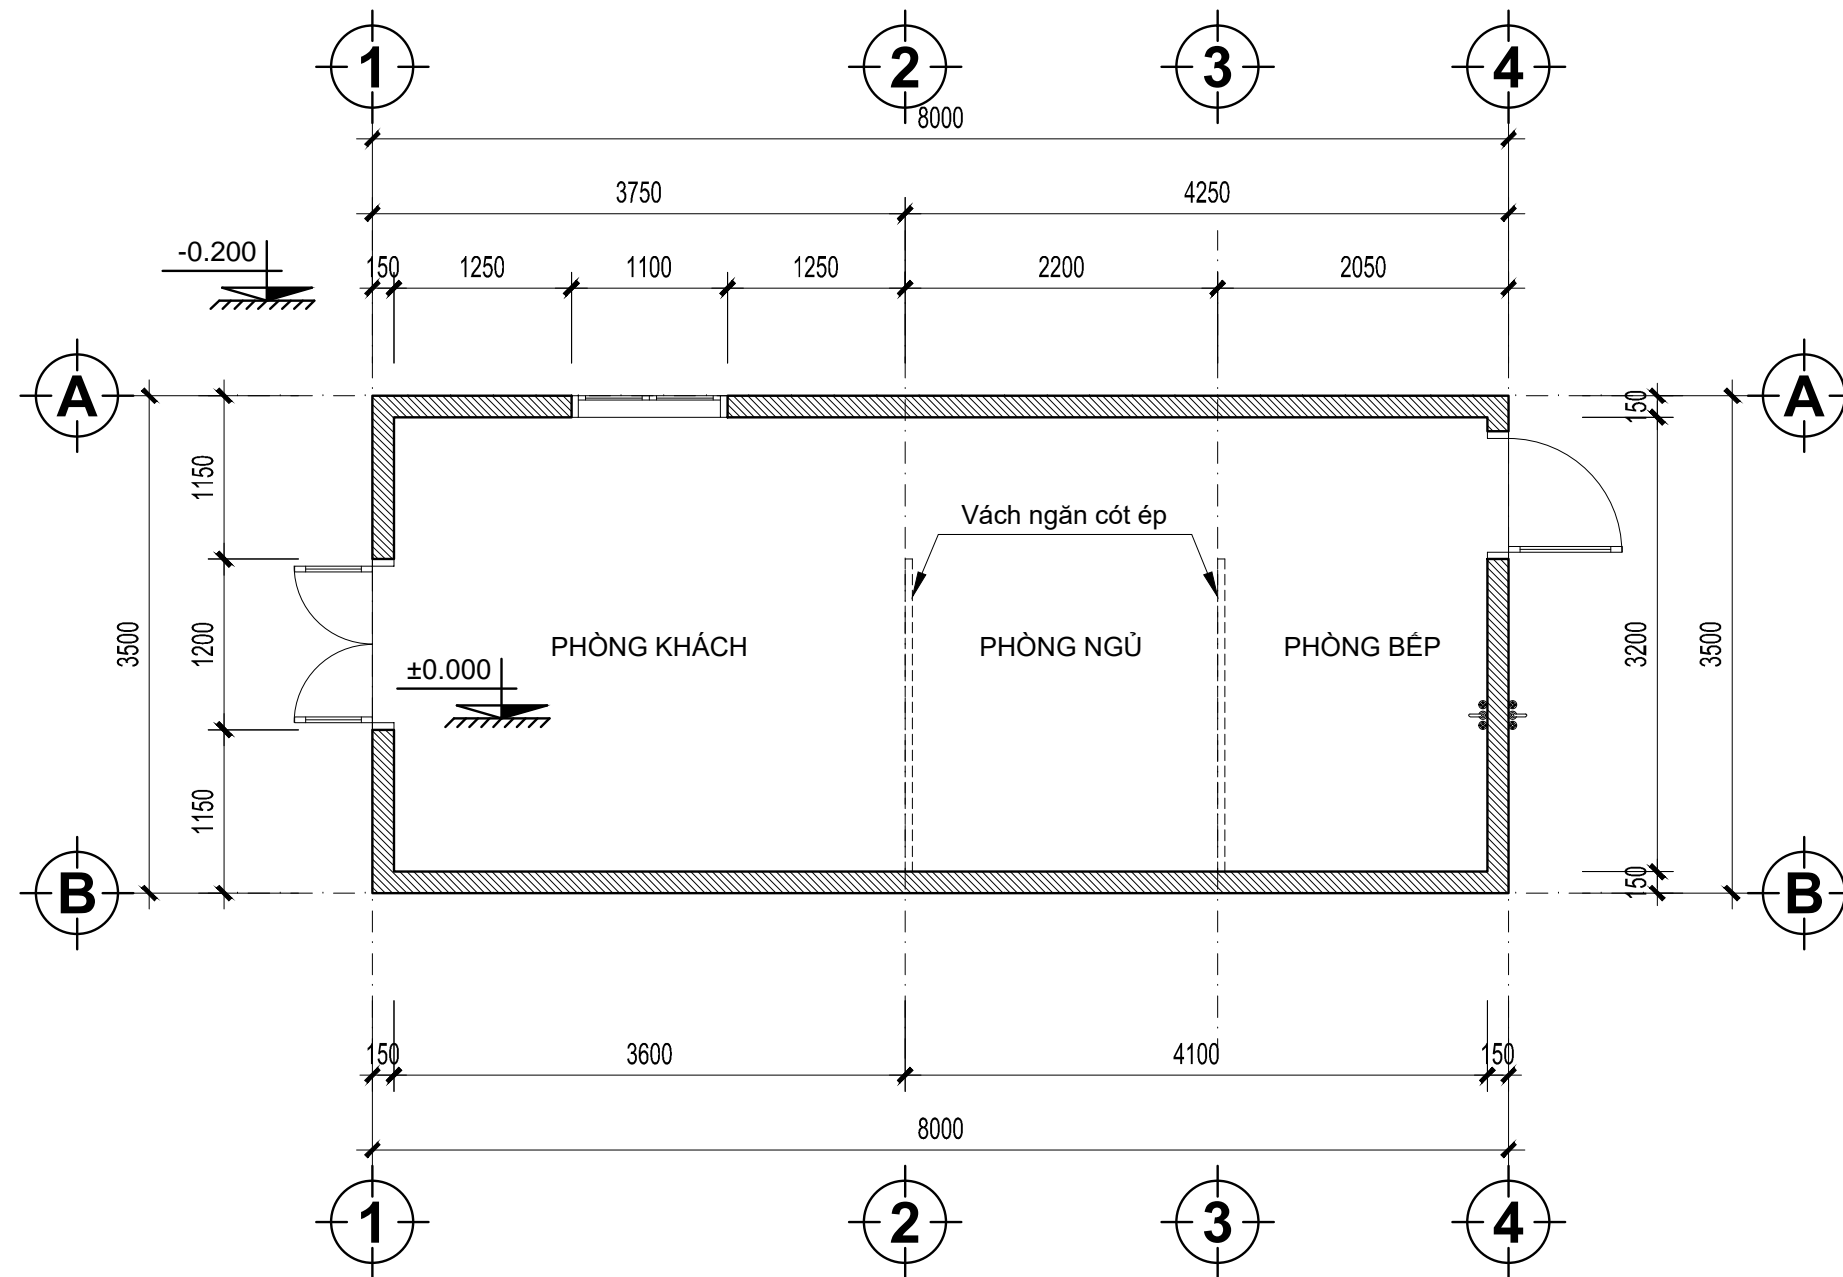 1 2 3 4
8000
3750 4250
-0.200
150 1250 1100 1250 2200 2050
A A
150
1150
Vách ngăn cót ép
3500 1200 PHÒNG KHÁCH PHÒNG NGỦ PHÒNG BẾP 3200 3500
±0.000
1150
150
B B
150 3600 4100 150
8000
1 2 3 4